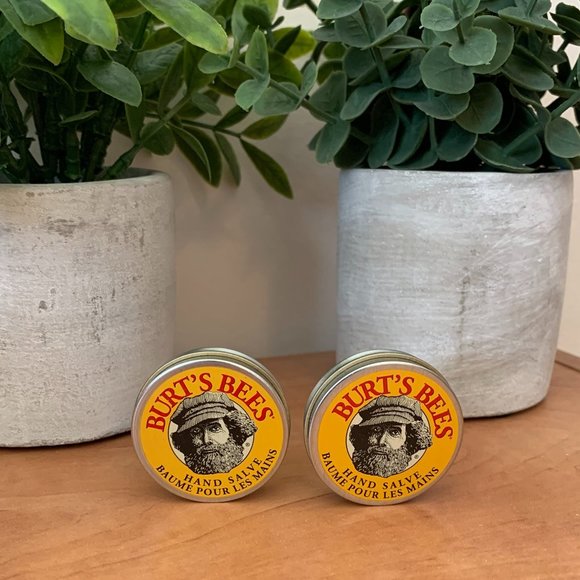 BURT'S BEES®
HAND SALVE
BAUME POUR LES MAINS
BURT'S BEES®
HAND SALVE
BAUME POUR LES MAINS